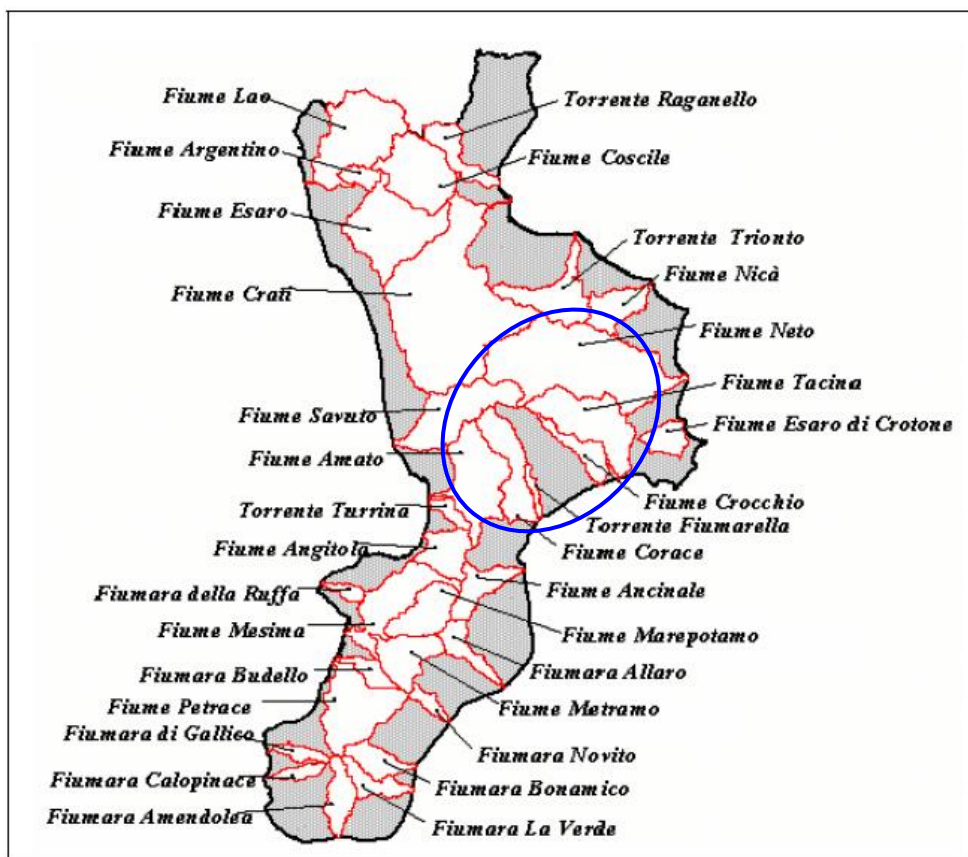 Fiume Lao
Torrente Raganello
Fiume Argentino
Fiume Coscile
Fiume Esaro
Torrente Trionto
Fiume Nicà
Fiume Crati
Fiume Neto
Fiume Tacina
Fiume Savuto
Fiume Esaro di Crotone
Fiume Amato
Fiume Crocchio
Torrente Turrina
Torrente Fiumarella
Fiume Angitola
Fiume Corace
Fiumara della Ruffa
Fiume Ancinale
Fiume Mesima
Fiume Marepotamo
Fiumara Budello
Fiumara Allaro
Fiume Petrace
Fiume Metramo
Fiumara di Gallico
Fiumara Novito
Fiumara Calopinace
Fiumara Bonamico
Fiumara Amendolea
Fiumara La Verde